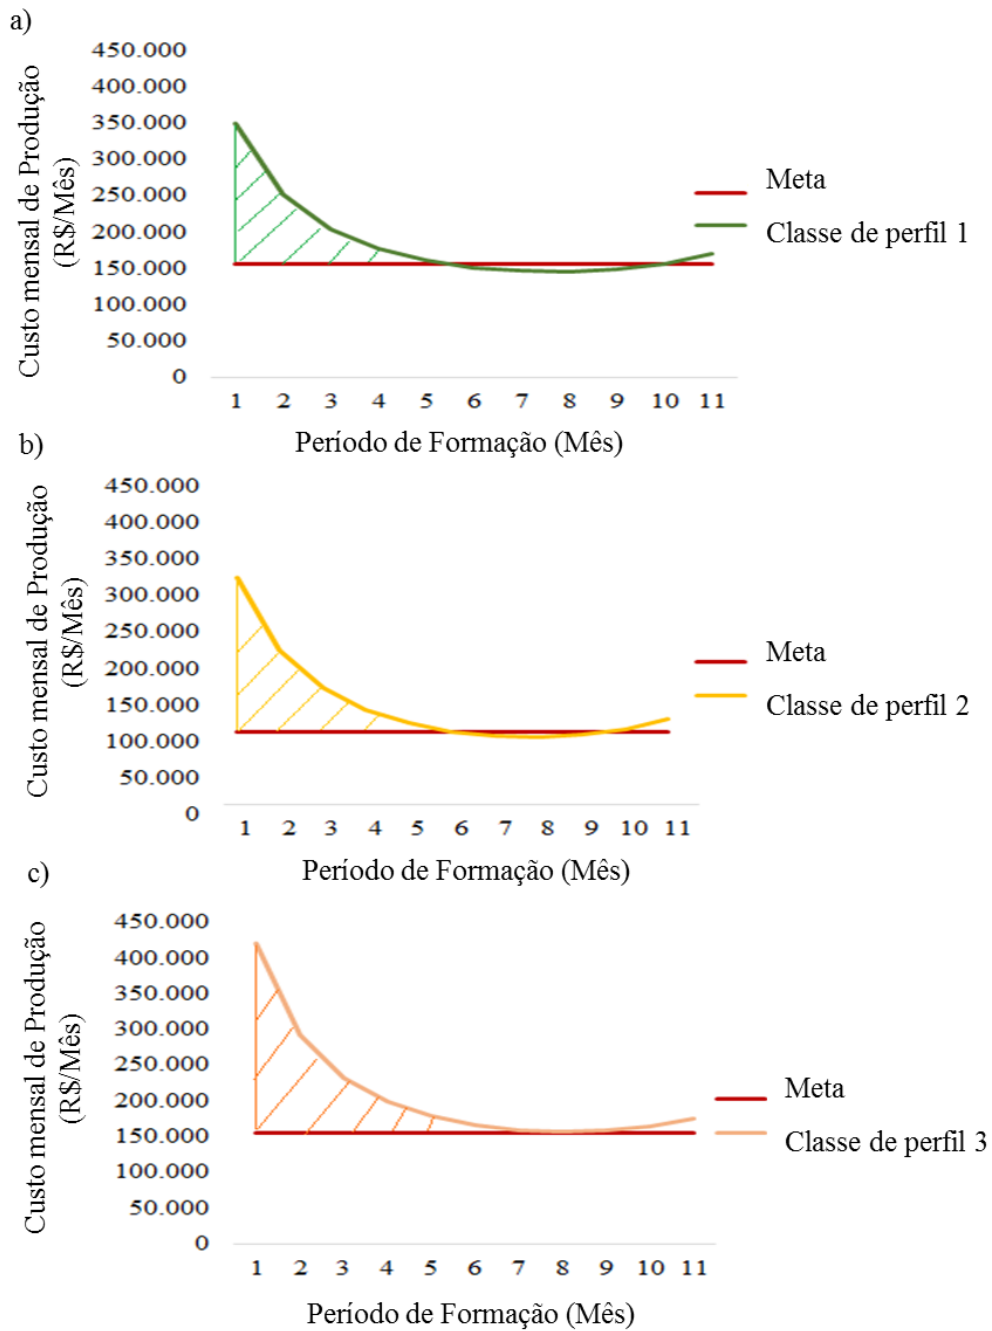 a)
Custo mensal de Produção
(R$/Mês)
450.000
400.000
350.000
300.000
250.000
200.000
150.000
100.000
50.000
0
1 2 3 4 5 6 7 8 9 10 11
Período de Formação (Mês)
Meta
Classe de perfil 1
b)
Custo mensal de Produção
(R$/Mês)
450.000
400.000
350.000
300.000
250.000
200.000
150.000
100.000
50.000
0
1 2 3 4 5 6 7 8 9 10 11
Período de Formação (Mês)
Meta
Classe de perfil 2
c)
Custo mensal de Produção
(R$/Mês)
450.000
400.000
350.000
300.000
250.000
200.000
150.000
100.000
50.000
0
1 2 3 4 5 6 7 8 9 10 11
Período de Formação (Mês)
Meta
Classe de perfil 3